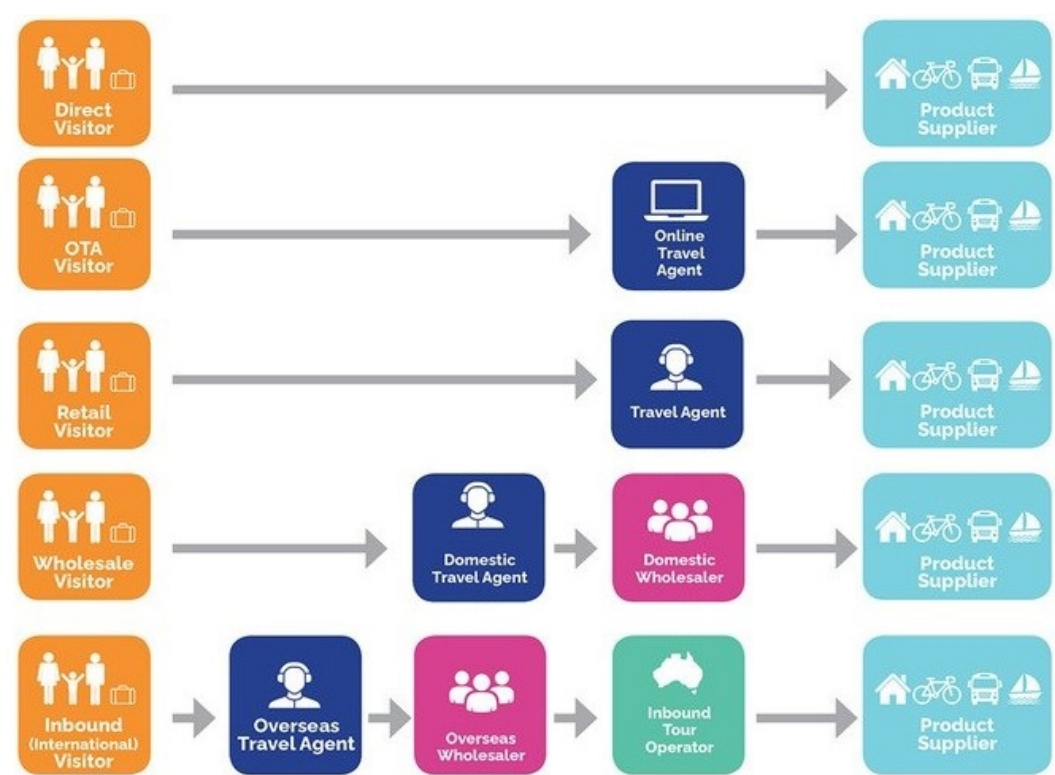 Direct
Visitor
Product
Supplier
OTA
Visitor
Online
Travel
Agent
Product
Supplier
Retail
Visitor
Travel Agent
Product
Supplier
Wholesale
Visitor
Domestic
Travel Agent
Domestic
Wholesaler
Product
Supplier
Inbound
(International)
Visitor
Overseas
Travel Agent
Overseas
Wholesaler
Inbound
Tour
Operator
Product
Supplier